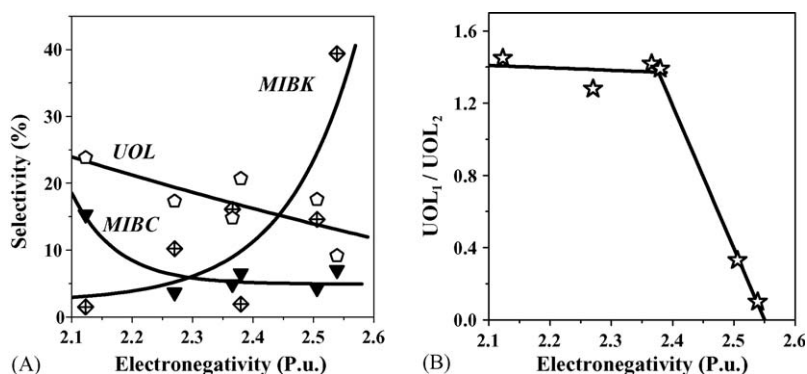 40
30
20
10
0
Selectivity (%)
MIBK
UOL
MIBC
2.1 2.2 2.3 2.4 2.5 2.6
(A) Electronegativity (P.u.)
1.6
1.2
0.8
0.4
0.0
UOL1 / UOL2
2.1 2.2 2.3 2.4 2.5 2.6
(B) Electronegativity (P.u.)